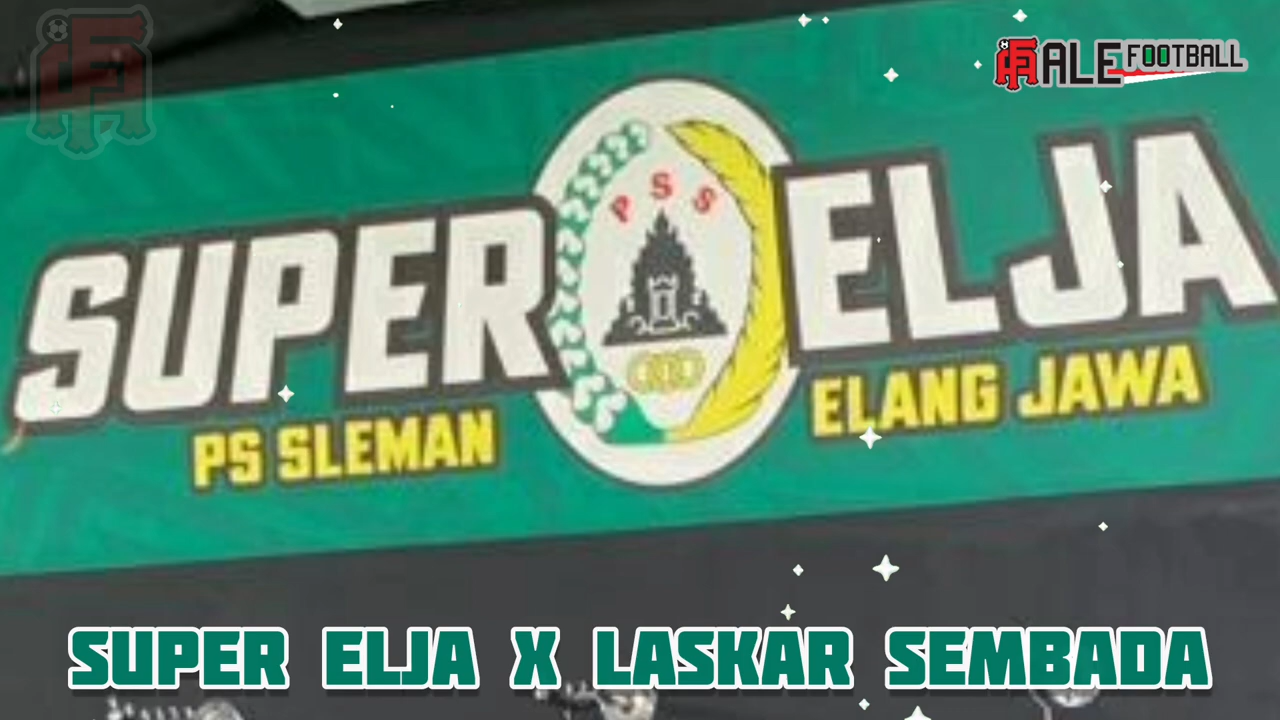 ALE FOOTBALL
SUPER ELJA
PSS
PS SLEMAN
ELANG JAWA
SUPER ELJA X LASKAR SEMBADA